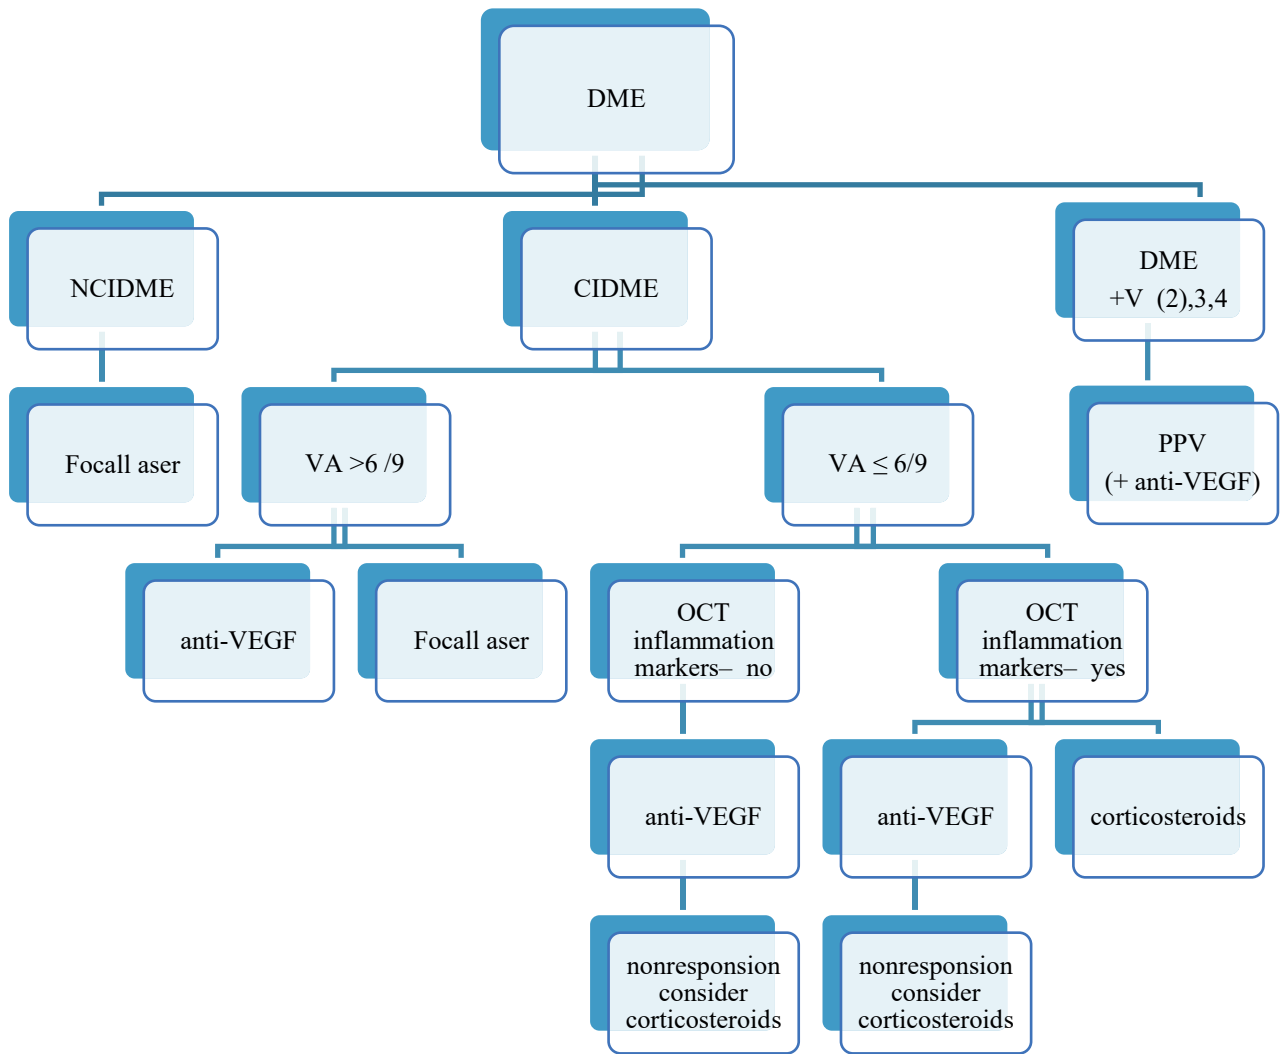 DME
NCIDME
CIDME
DME
+V (2),3,4
Focall aser
VA >6 /9
VA ≤ 6/9
PPV
(+ anti-VEGF)
anti-VEGF
Focall aser
OCT
inflammation
markers– no
OCT
inflammation
markers– yes
anti-VEGF
anti-VEGF
corticosteroids
nonresponsion
consider
corticosteroids
nonresponsion
consider
corticosteroids